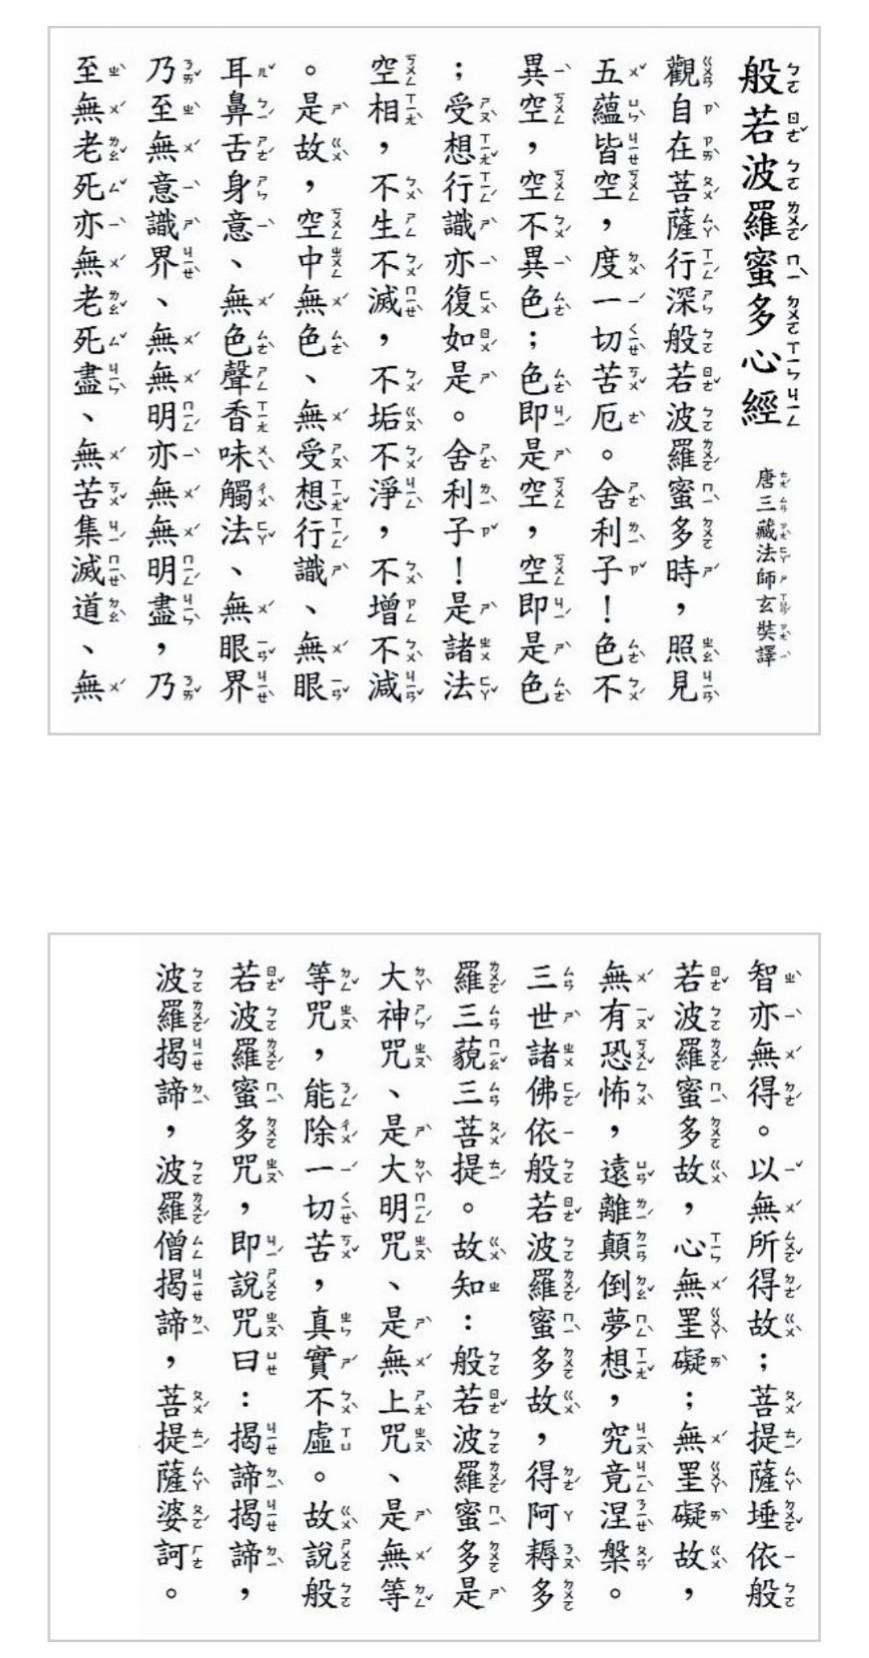 般若波羅蜜多心經
唐三藏法師玄奘譯
觀自在菩薩行深般若波羅蜜多時，照見
五蘊皆空，度一切苦厄。舍利子！色不
異空，空不異色；色即是空，空即是色
；受想行識亦復如是。舍利子！是諸法
空相，不生不滅，不垢不淨，不增不減
。是故，空中無色、無受想行識、無眼
耳鼻舌身意、無色聲香味觸法、無眼界
乃至無意識界、無無明亦無無明盡，乃
至無老死亦無老死盡、無苦集滅道、無
智亦無得。以無所得故；菩提薩埵依般
若波羅蜜多故，心無罣礙；無罣礙故，
無有恐怖，遠離顛倒夢想，究竟涅槃。
三世諸佛依般若波羅蜜多故，得阿耨多
羅三藐三菩提。故知：般若波羅蜜多是
大神咒、是大明咒、是無上咒、是無等
等咒，能除一切苦，真實不虛。故說般
若波羅蜜多咒，即說咒曰：揭諦揭諦，
波羅揭諦，波羅僧揭諦，菩提薩婆訶。